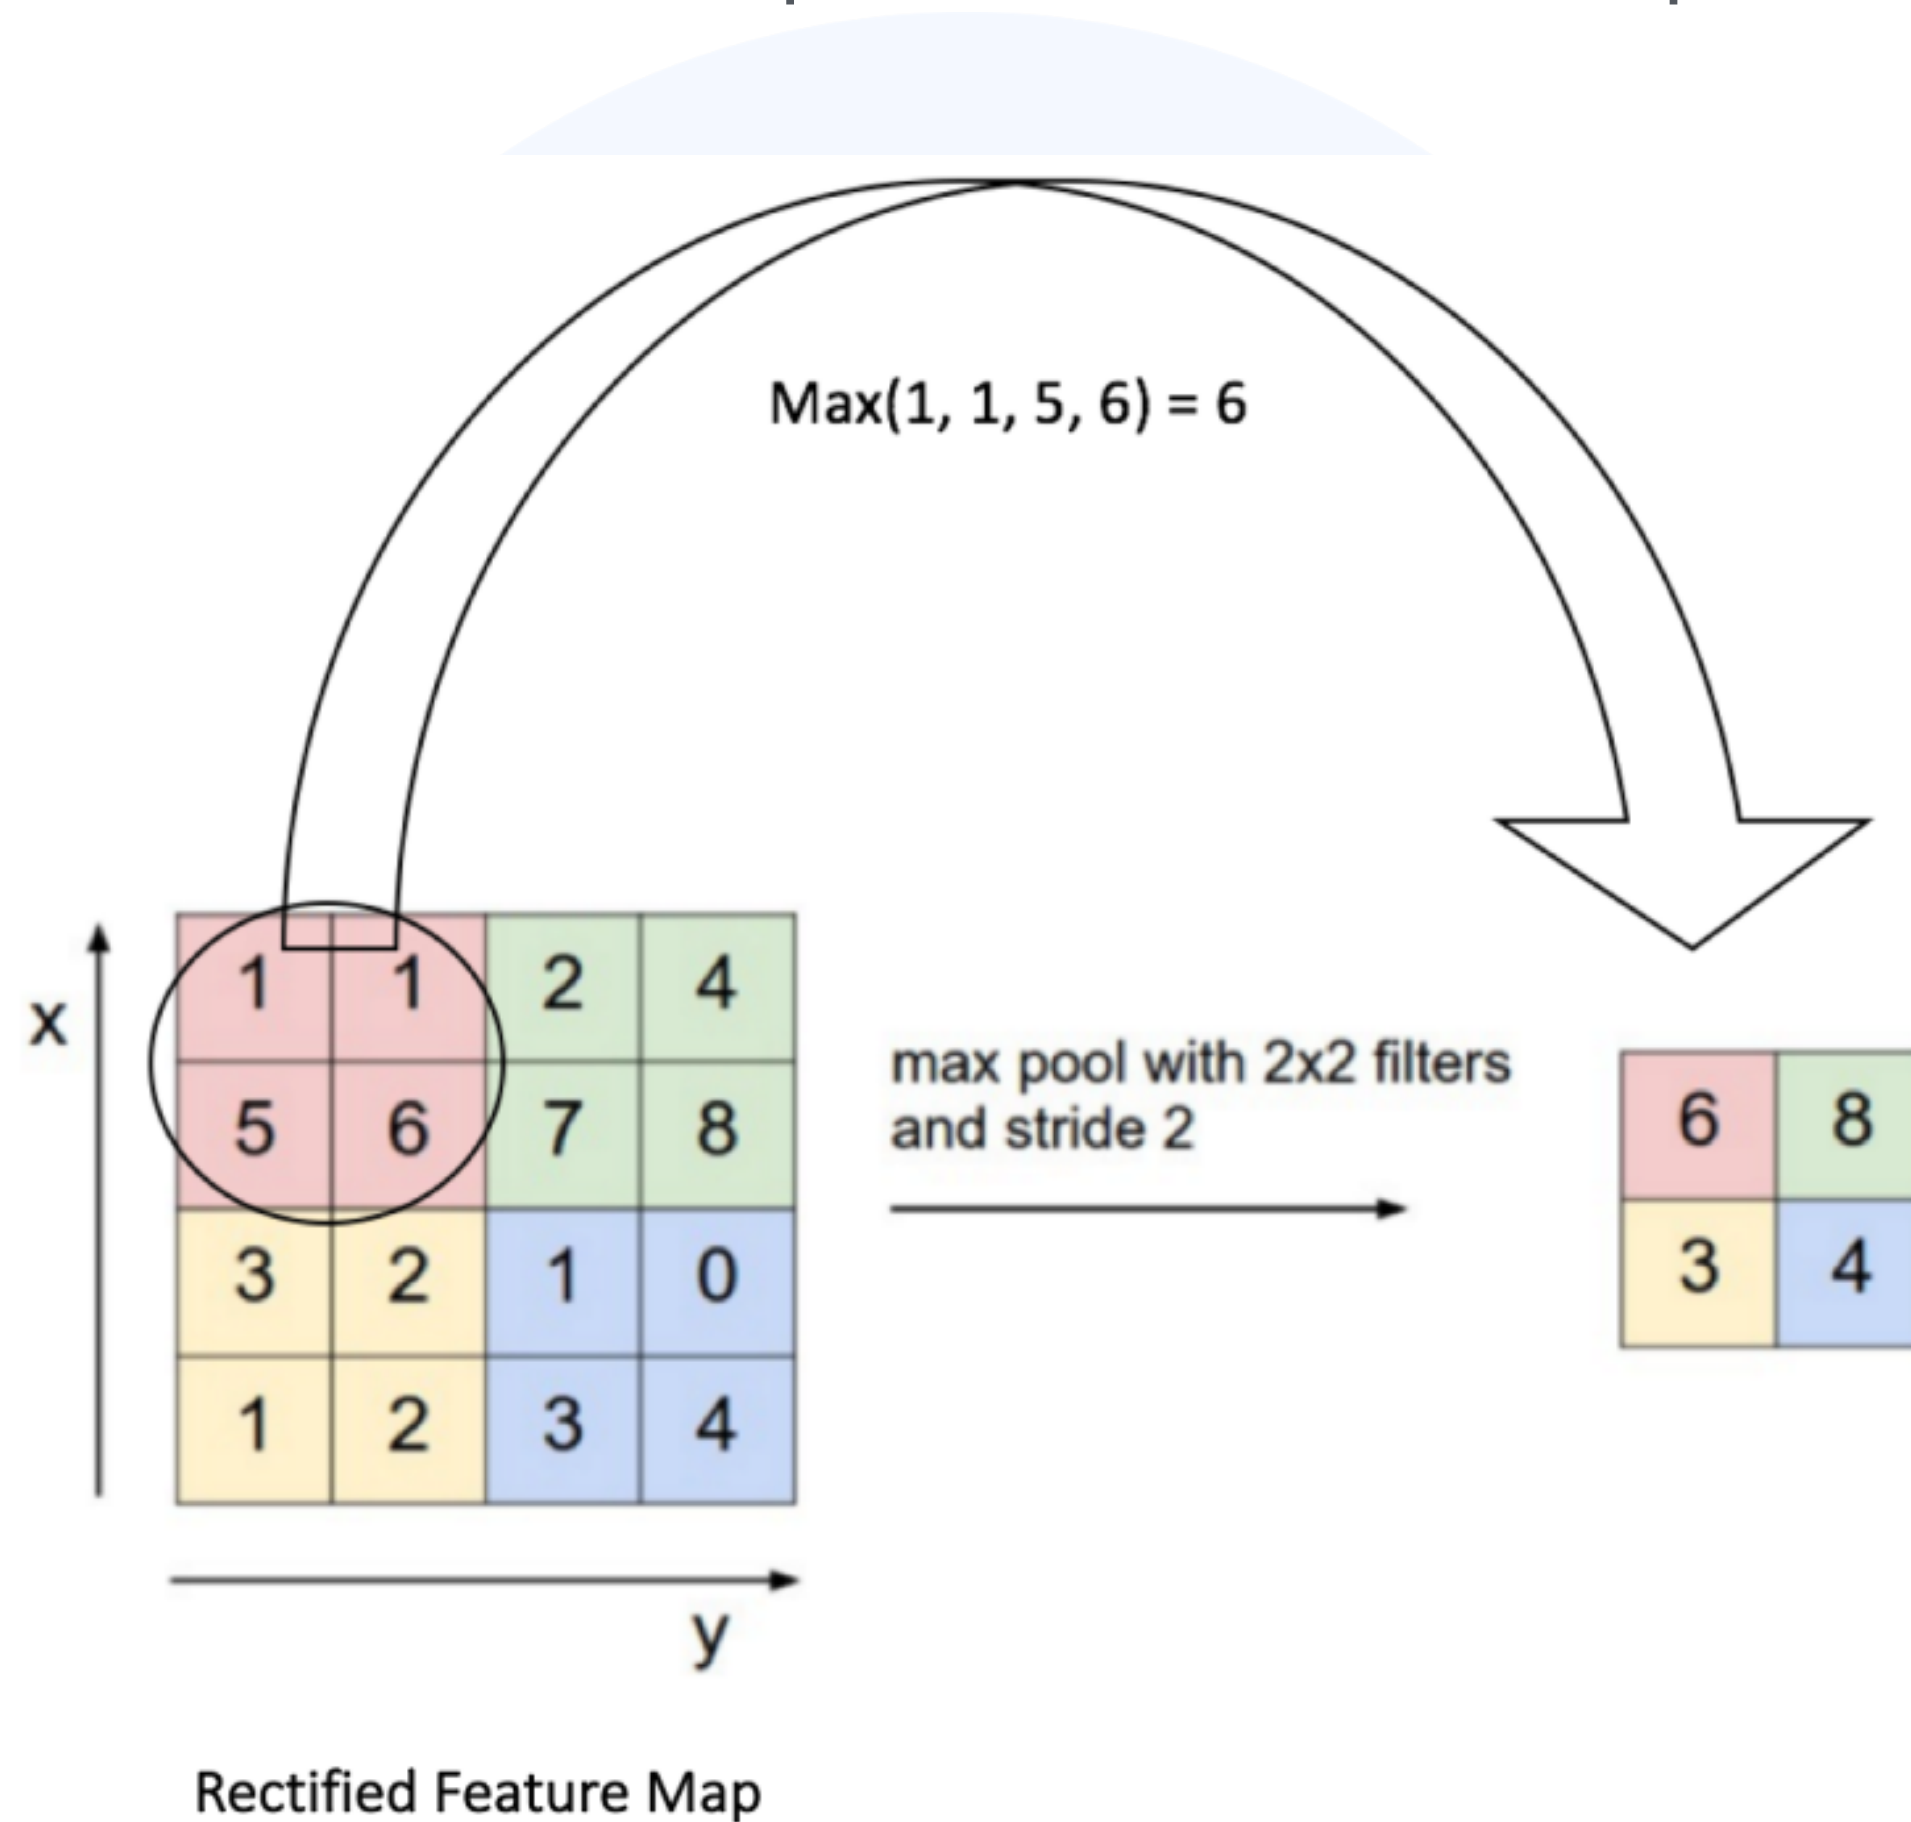 Max(1, 1, 5, 6) = 6
x
1 1 2 4
5 6 7 8
3 2 1 0
1 2 3 4
y
max pool with 2x2 filters
and stride 2
6 8
3 4
Rectified Feature Map